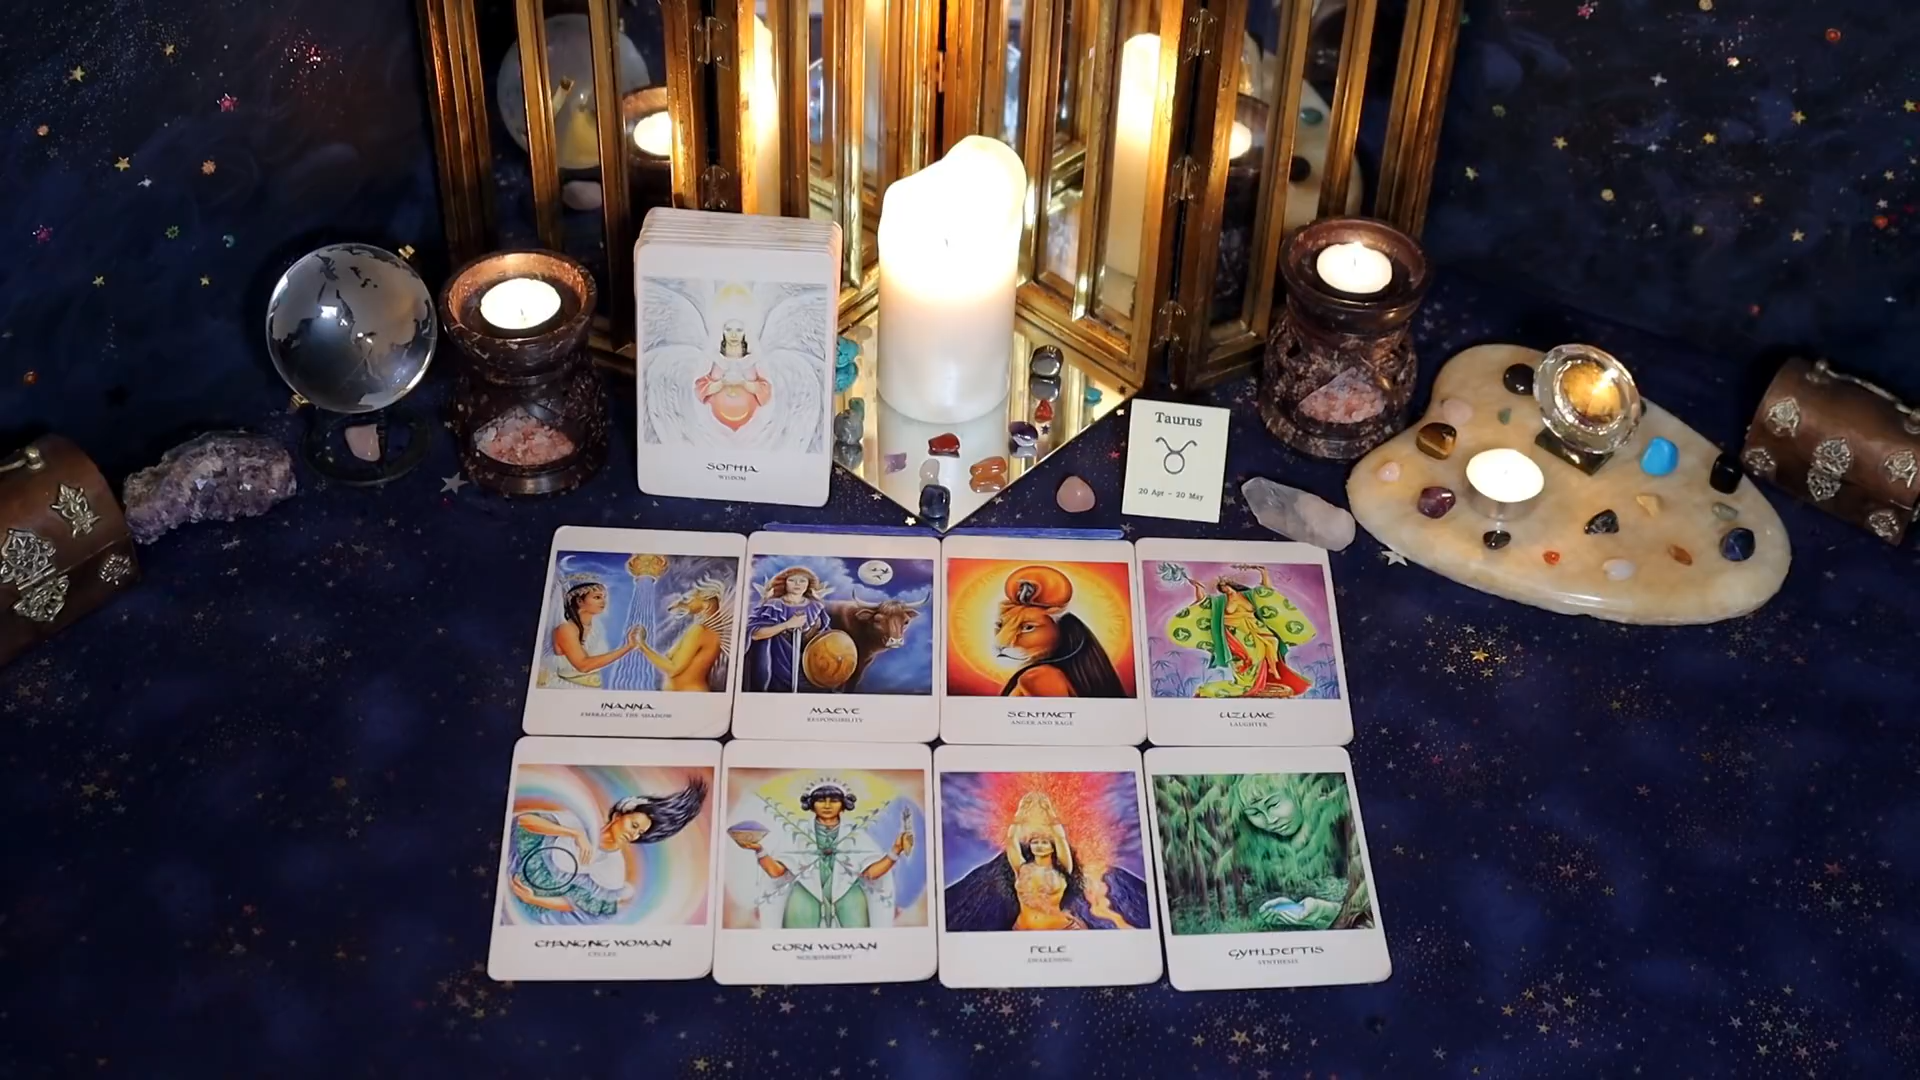 SOPHIA
WISDOM
Taurus
20 Apr - 20 May
INANNA
EMBRACING THE SHADOW
MAEVE
RESPONSIBILITY
SEKHMET
ANGER AND RAGE
UZUME
LAUGHTER
CHANGING WOMAN
CYCLES
CORN WOMAN
NOURISHMENT
PELE
AWAKENING
GYHLDEPTIS
SYNTHESIS